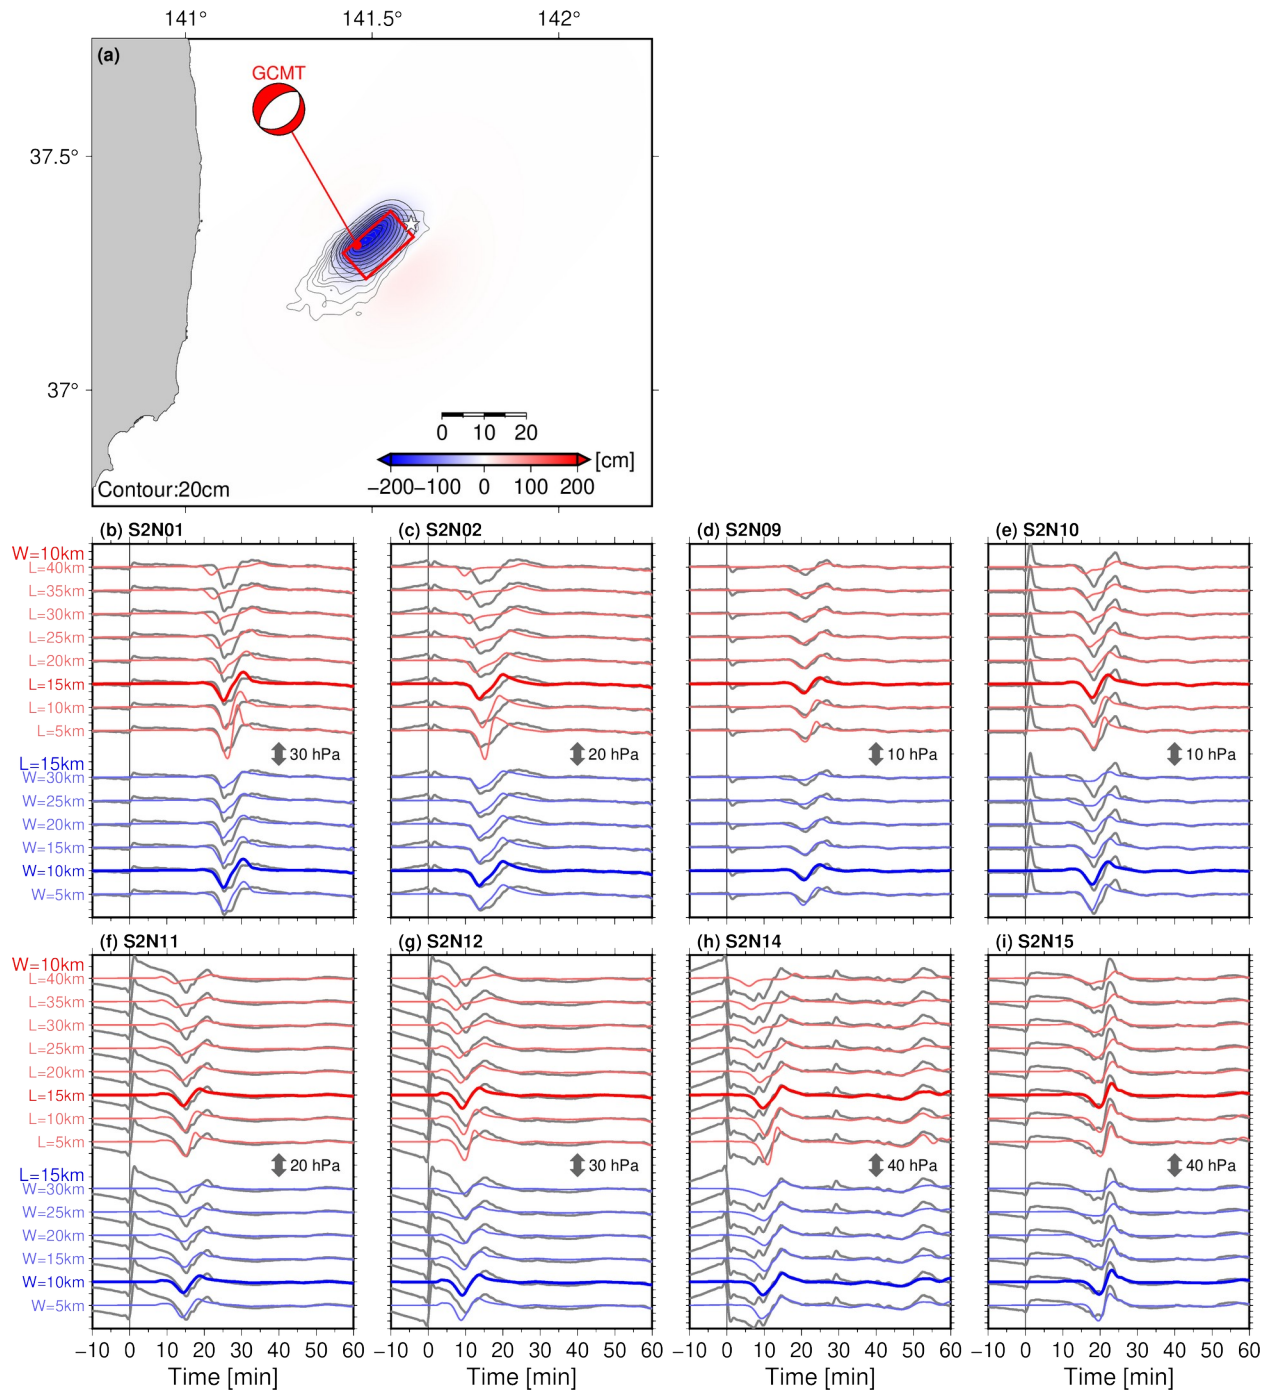 141° 141.5° 142°
(a)
GCMT
37.5°
37°
0 10 20
[cm]
−200 −100 0 100 200
Contour:20cm
(b) S2N01 (c) S2N02 (d) S2N09 (e) S2N10
W=10km
L=40km
L=35km
L=30km
L=25km
L=20km
L=15km
L=10km
L=5km
30 hPa 20 hPa 10 hPa 10 hPa
L=15km
W=30km
W=25km
W=20km
W=15km
W=10km
W=5km
(f) S2N11 (g) S2N12 (h) S2N14 (i) S2N15
W=10km
L=40km
L=35km
L=30km
L=25km
L=20km
L=15km
L=10km
L=5km
20 hPa 30 hPa 40 hPa 40 hPa
L=15km
W=30km
W=25km
W=20km
W=15km
W=10km
W=5km
−10 0 10 20 30 40 50 60 −10 0 10 20 30 40 50 60 −10 0 10 20 30 40 50 60 −10 0 10 20 30 40 50 60
Time [min] Time [min] Time [min] Time [min]